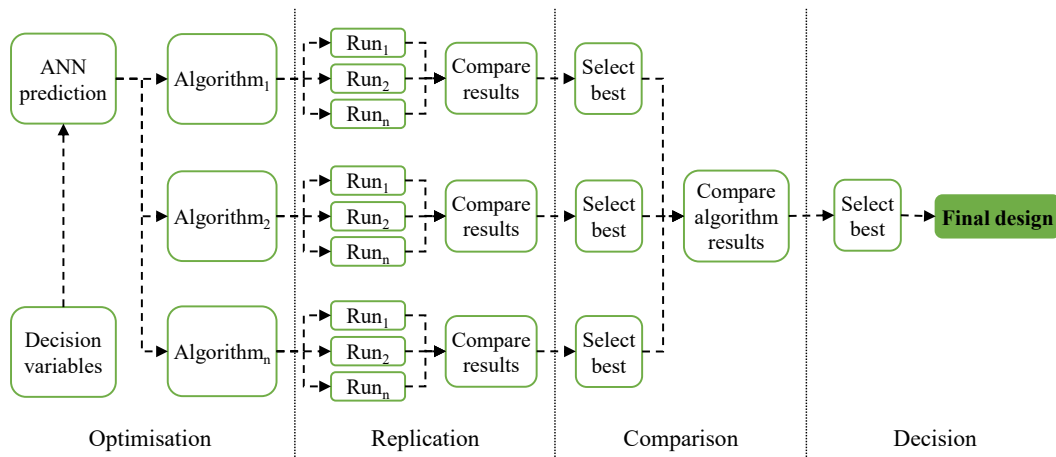 ANN
prediction
Decision
variables
Algorithm₁
Algorithm₂
Algorithmₙ
Optimisation
Run₁
Run₂
Runₙ
Compare
results
Run₁
Run₂
Runₙ
Compare
results
Run₁
Run₂
Runₙ
Compare
results
Replication
Select
best
Select
best
Select
best
Compare
algorithm
results
Comparison
Select
best
Final design
Decision